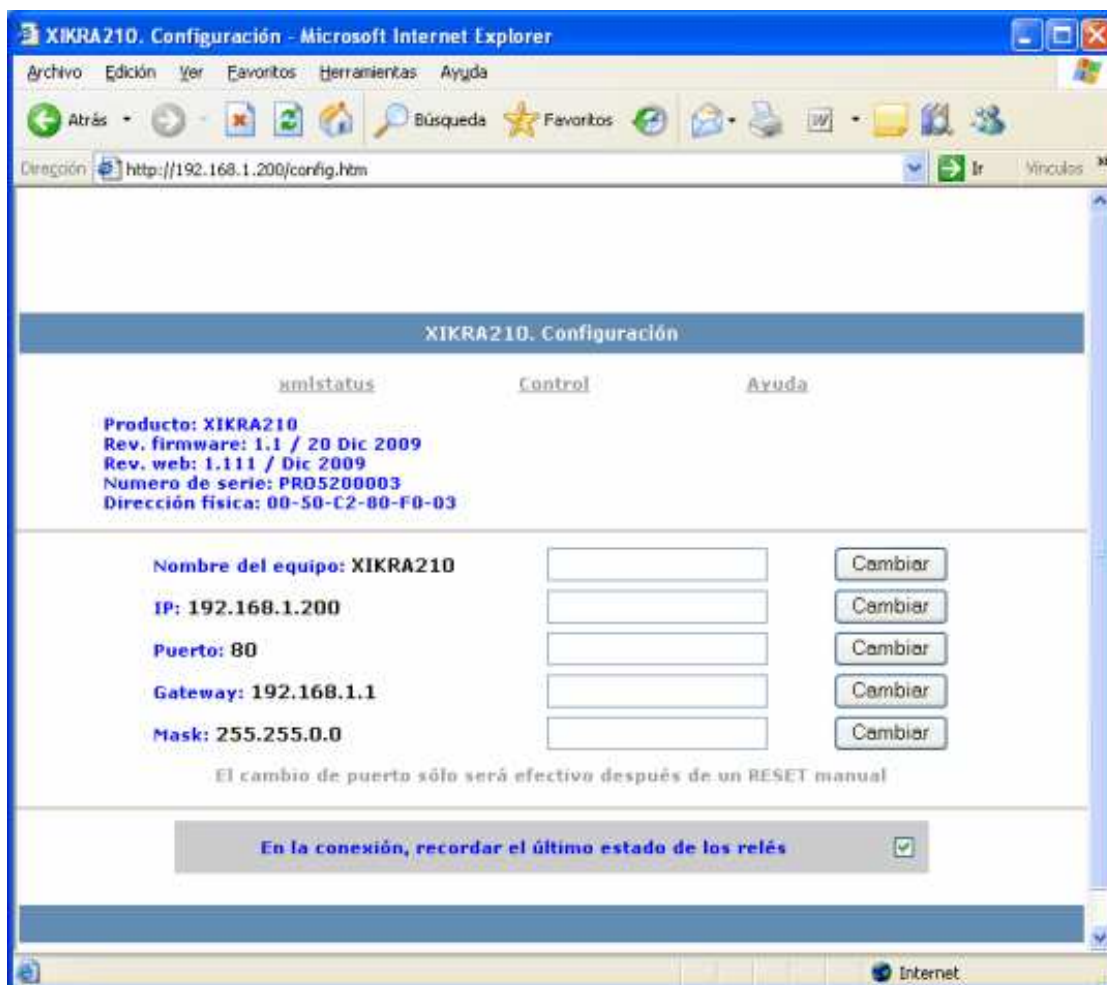 XIKRA210. Configuración - Microsoft Internet Explorer
Archivo Edición Ver Favoritos Herramientas Ayuda
Atrás Búsqueda Favoritos
Dirección http://192.168.1.200/config.htm Ir Vínculos »
XIKRA210. Configuración
xmlstatus Control Ayuda
Producto: XIKRA210
Rev. firmware: 1.1 / 20 Dic 2009
Rev. web: 1.111 / Dic 2009
Numero de serie: PRO5200003
Dirección física: 00-50-C2-80-F0-03
Nombre del equipo: XIKRA210 Cambiar
IP: 192.168.1.200 Cambiar
Puerto: 80 Cambiar
Gateway: 192.168.1.1 Cambiar
Mask: 255.255.0.0 Cambiar
El cambio de puerto sólo será efectivo después de un RESET manual
En la conexión, recordar el último estado de los relés
Internet